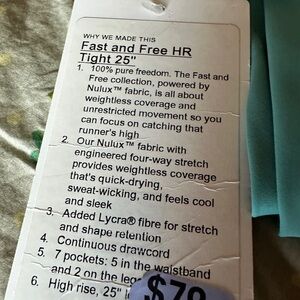 WHY WE MADE THIS
Fast and Free HR
Tight 25"
1. 100% pure freedom. The Fast and
Free collection, powered by
Nulux™ fabric, is all about
weightless coverage and
unrestricted movement so you
can focus on catching that
runner's high
2. Our Nulux™ fabric with
engineered four-way stretch
provides weightless coverage
that's quick-drying,
sweat-wicking, and feels cool
and sleek
3. Added Lycra® fibre for stretch
and shape retention
4. Continuous drawcord
5. 7 pockets: 5 in the waistband
and 2 on the leg
6. High rise, 25"
$79